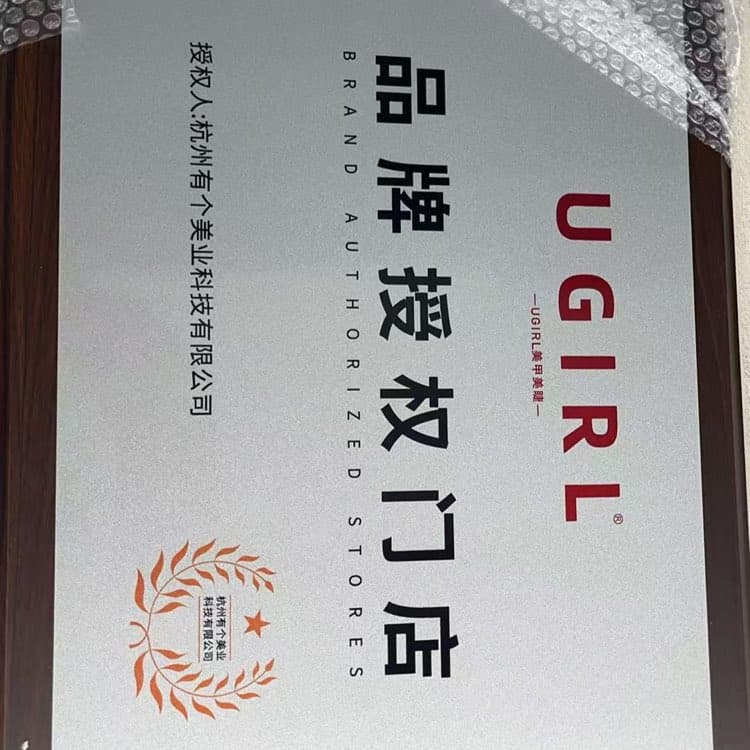 UGIRL®
—UGIRL美甲美睫—
品牌授权门店
BRAND AUTHORIZED STORES
授权人:杭州有个美业科技有限公司
杭州有个美业
科技有限公司